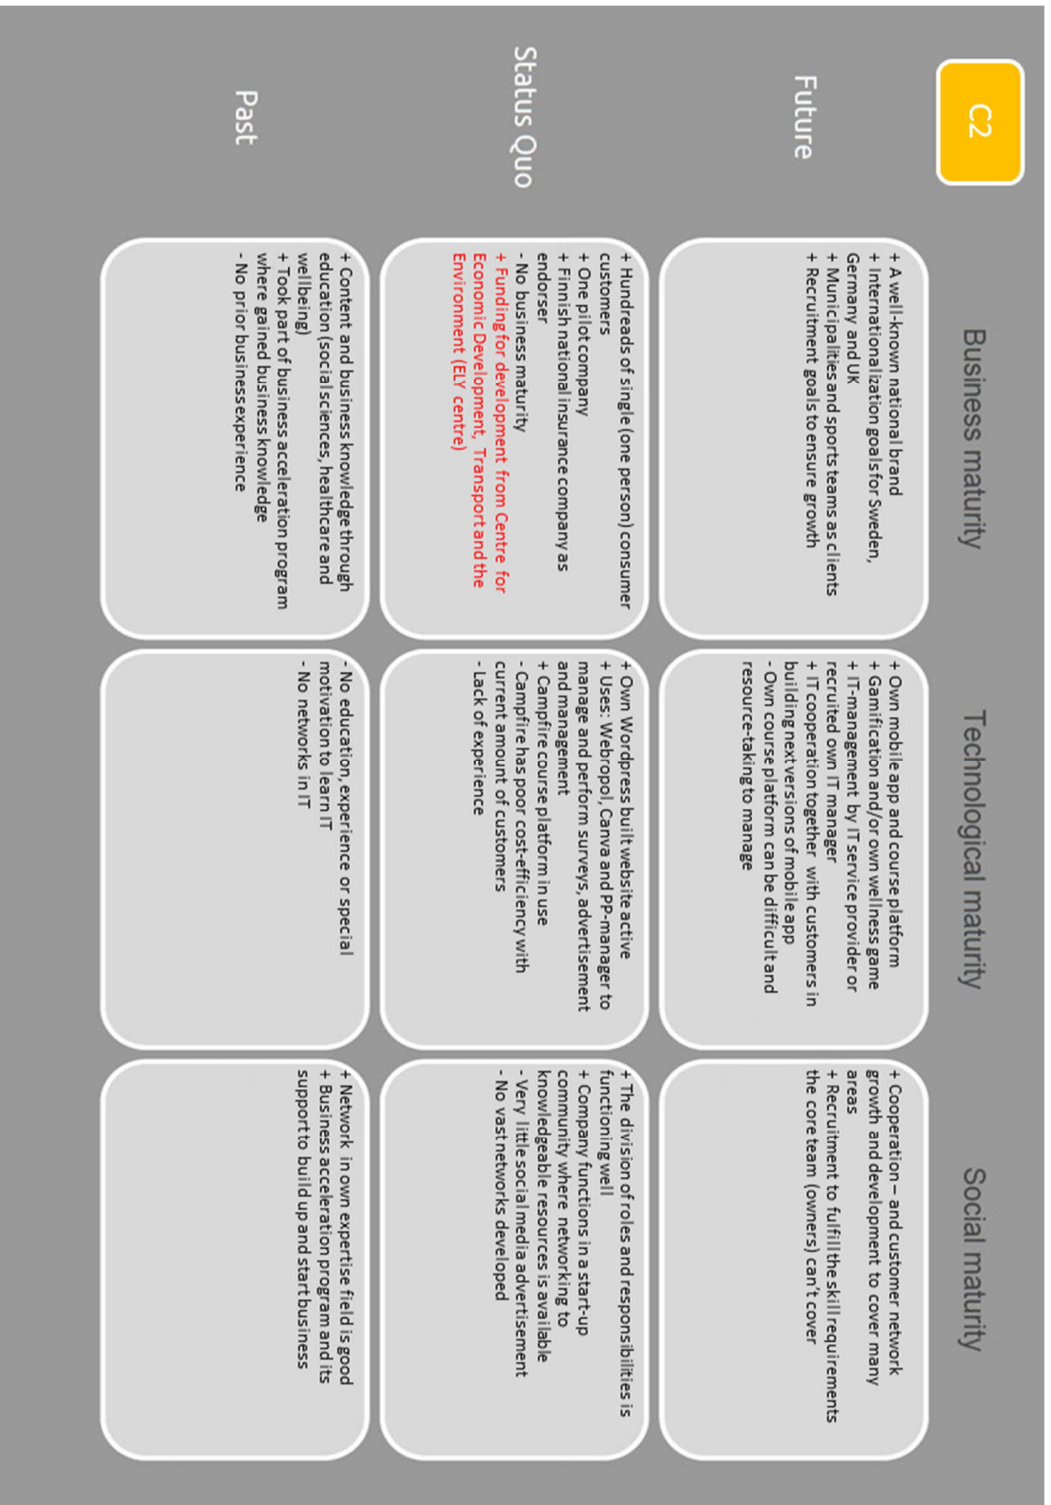 C2
Business maturity
Technological maturity
Social maturity
Future
+ A well-known national brand
+ Internationalization goals for Sweden,
Germany and UK
+ Municipalities and sports teams as clients
+ Recruitment goals to ensure growth
+ Own mobile app and course platform
+ Gamification and/or own wellness game
+ IT-management by IT service provider or
recruited own IT manager
+ IT cooperation together with customers in
building next versions of mobile app
- Own course platform can be difficult and
resource-taking to manage
+ Cooperation – and customer network
growth and development to cover many
areas
+ Recruitment to fulfill the skill requirements
the core team (owners) can't cover
Status Quo
+ Hundreads of single (one person) consumer
customers
+ One pilot company
+ Finnish national insurance company as
endorser
- No business maturity
+ Funding for development from Centre for
Economic Development, Transport and the
Environment (ELY centre)
+ Own Wordpress built website active
+ Uses: Webropol, Canva and PP-manager to
manage and perform surveys, advertisement
and management
+ Campfire course platform in use
- Campfire has poor cost-efficiency with
current amount of customers
- Lack of experience
+ The division of roles and responsibilities is
functioning well
+ Company functions in a start-up
community where networking to
knowledgeable resources is available
- Very little social media advertisement
- No vast networks developed
Past
+ Content and business knowledge through
education (social sciences, healthcare and
wellbeing)
+ Took part of business acceleration program
where gained business knowledge
- No prior business experience
- No education, experience or special
motivation to learn IT
- No networks in IT
+ Network in own expertise field is good
+ Business acceleration program and its
support to build up and start business